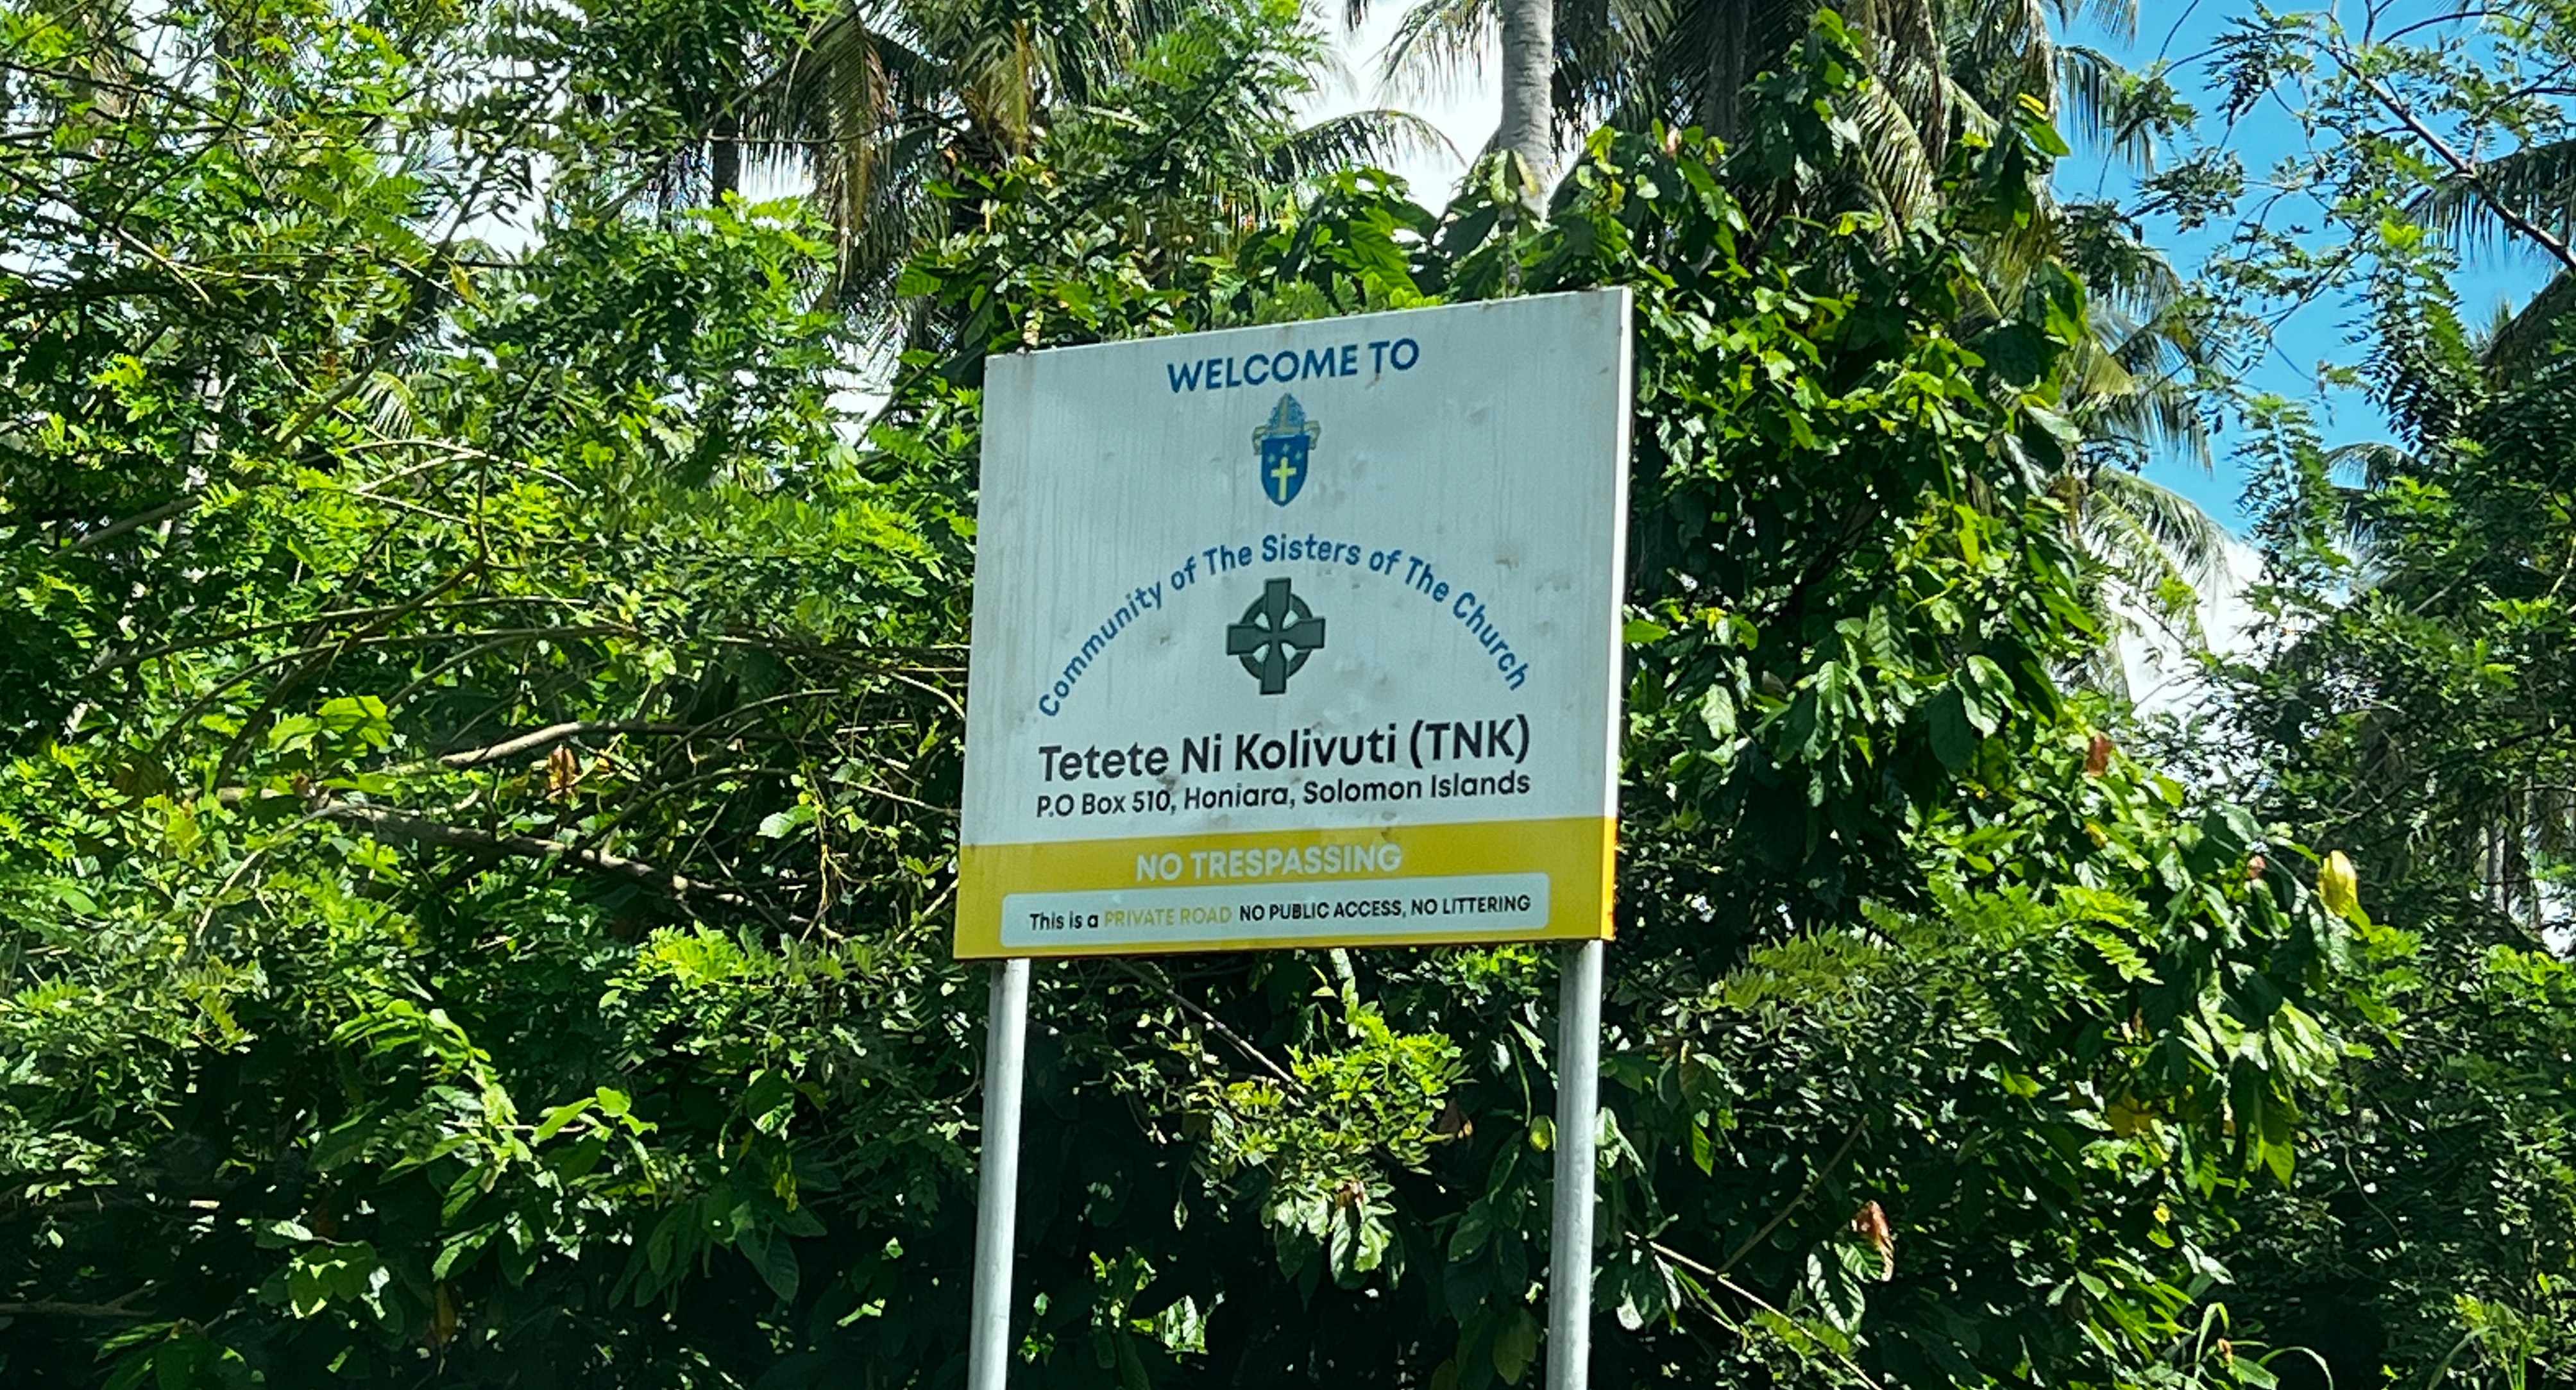 WELCOME TO
Community of The Sisters of The Church
Tetete Ni Kolivuti (TNK)
P.O Box 510, Honiara, Solomon Islands
NO TRESPASSING
This is a PRIVATE ROAD NO PUBLIC ACCESS, NO LITTERING